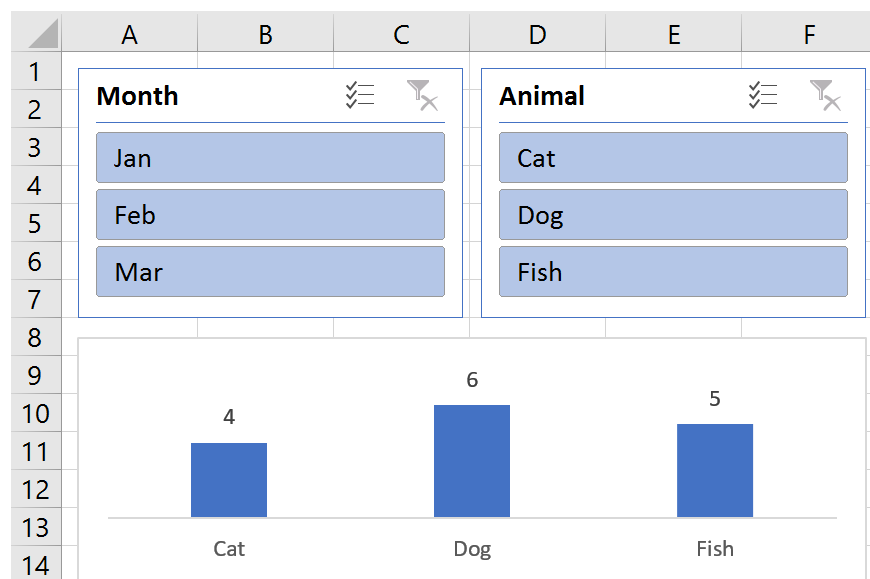 A B C D E F
1
2
3
4
5
6
7
8
9
10
11
12
13
14
Month
Jan
Feb
Mar
Animal
Cat
Dog
Fish
4 6 5
Cat Dog Fish